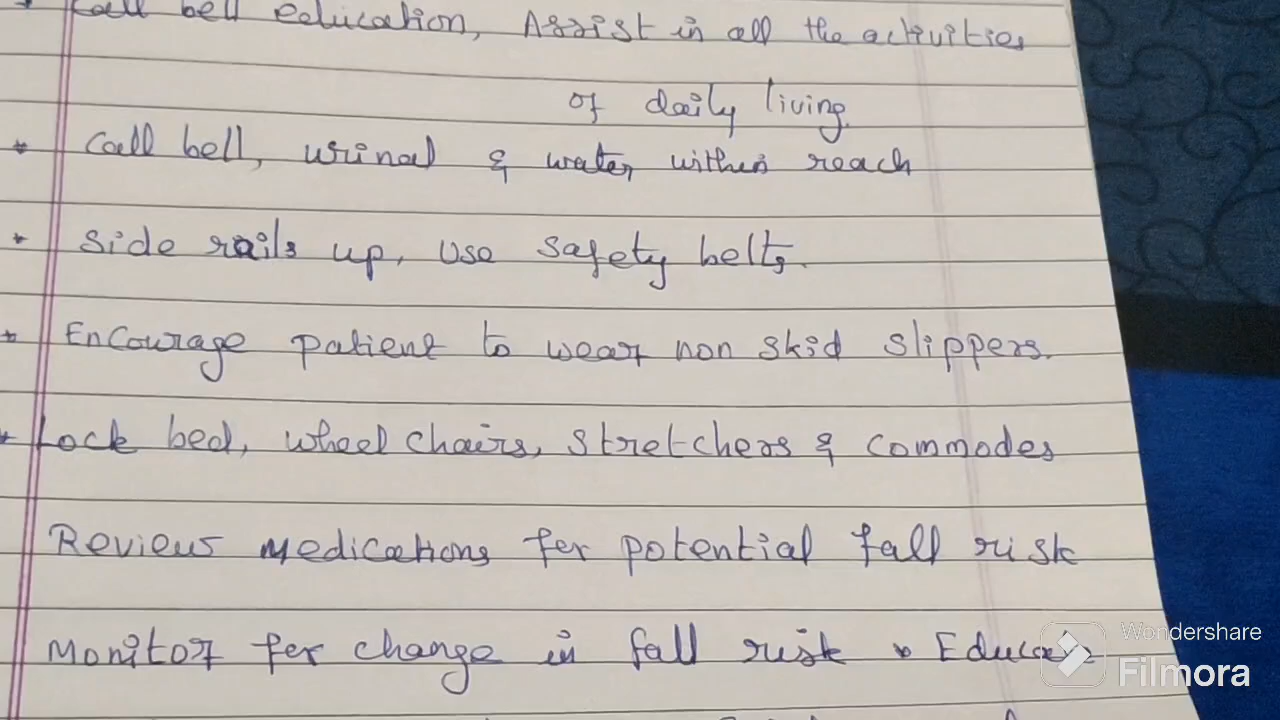 * Call bell education, Assist in all the activities
of daily living.
* Call bell, urinal & water within reach
* Side rails up, Use safety belts.
* Encourage patient to wear non skid slippers.
* Lock bed, wheel chairs, stretchers & commodes
Review medications for potential fall risk
Monitor for change in fall risk &
Wondershare
Filmora